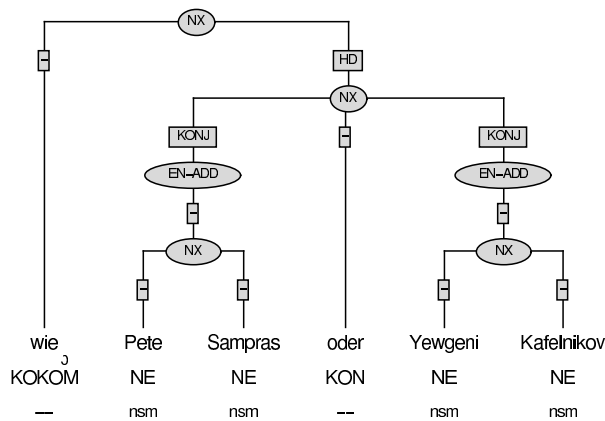 NX
– HD
NX
KONJ – KONJ
EN–ADD EN–ADD
– –
NX NX
– – – –
wie Pete Sampras oder Yewgeni Kafelnikov
KOKOM NE NE KON NE NE
–– nsm nsm –– nsm nsm